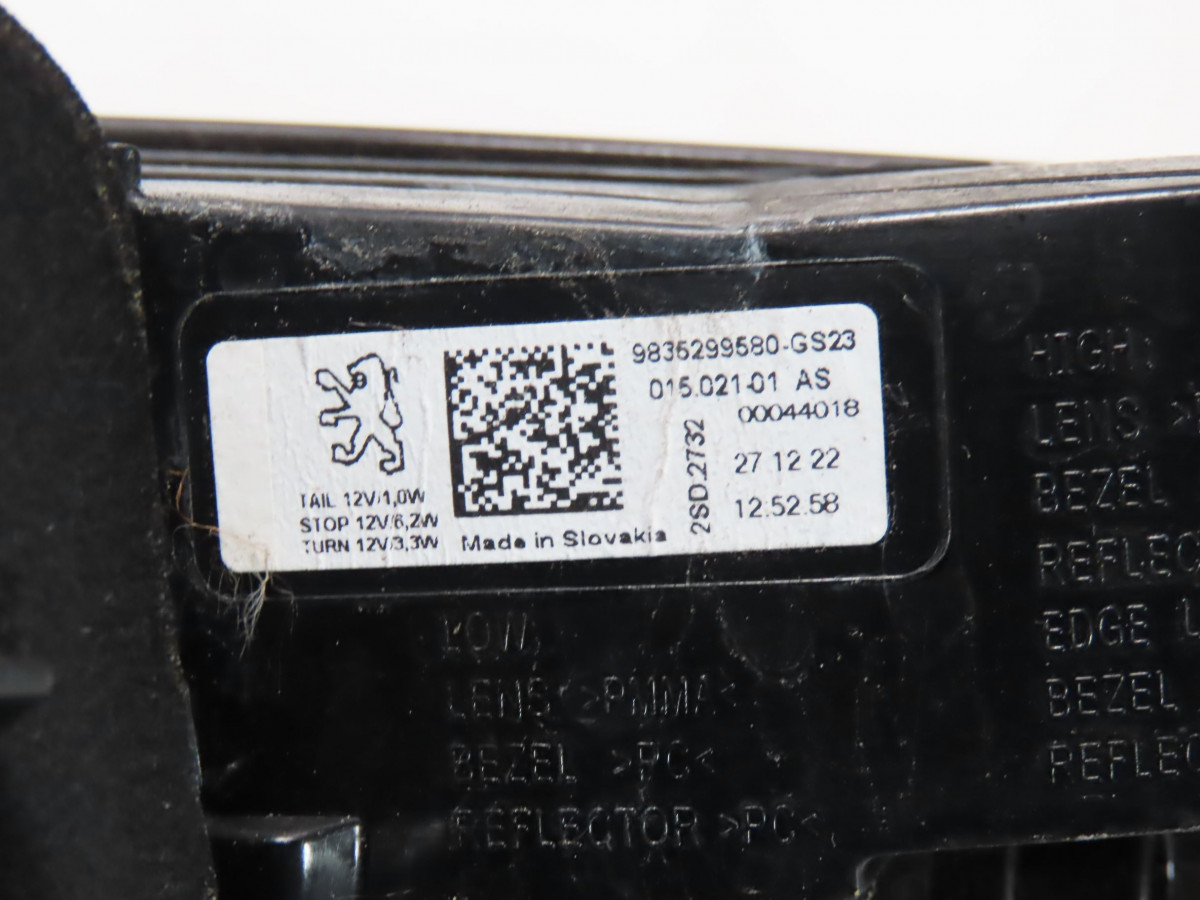 9835299580-GS23
015.021-01 AS
00044018
2SD.2732
27 12 22
12:52.58
TAIL 12V/1,0W
STOP 12V/6,2W
TURN 12V/3,3W
Made in Slovakia
LOW
LENS >PMMA<
BEZEL >PC<
REFLECTOR >PC<
HIGH:
LENS
BEZEL
REFLEC
EDGE
BEZEL
REFLEC